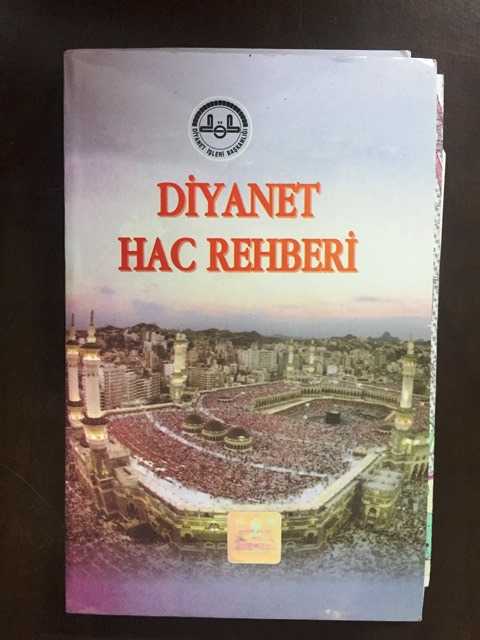 DİYANET İŞLERİ BAŞKANLIĞI
DİYANET
HAC REHBERİ